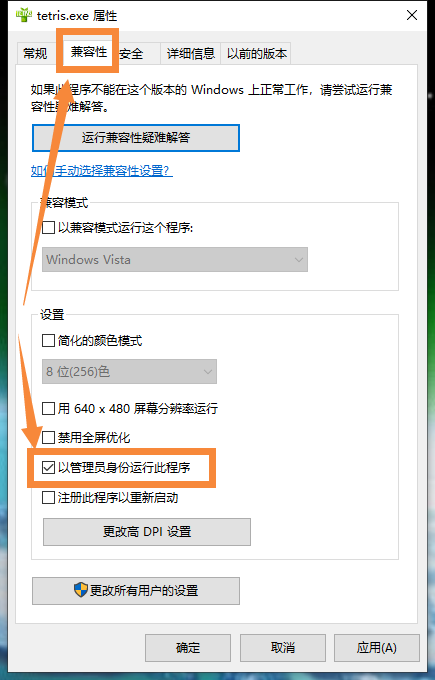 tetris.exe 属性
常规
兼容性
安全
详细信息
以前的版本
如果此程序不能在这个版本的 Windows 上正常工作，请尝试运行兼
容性疑难解答。
运行兼容性疑难解答
如何手动选择兼容性设置？
兼容模式
以兼容模式运行这个程序:
Windows Vista
设置
简化的颜色模式
8 位(256)色
用 640 x 480 屏幕分辨率运行
禁用全屏优化
以管理员身份运行此程序
注册此程序以重新启动
更改高 DPI 设置
更改所有用户的设置
确定
取消
应用(A)